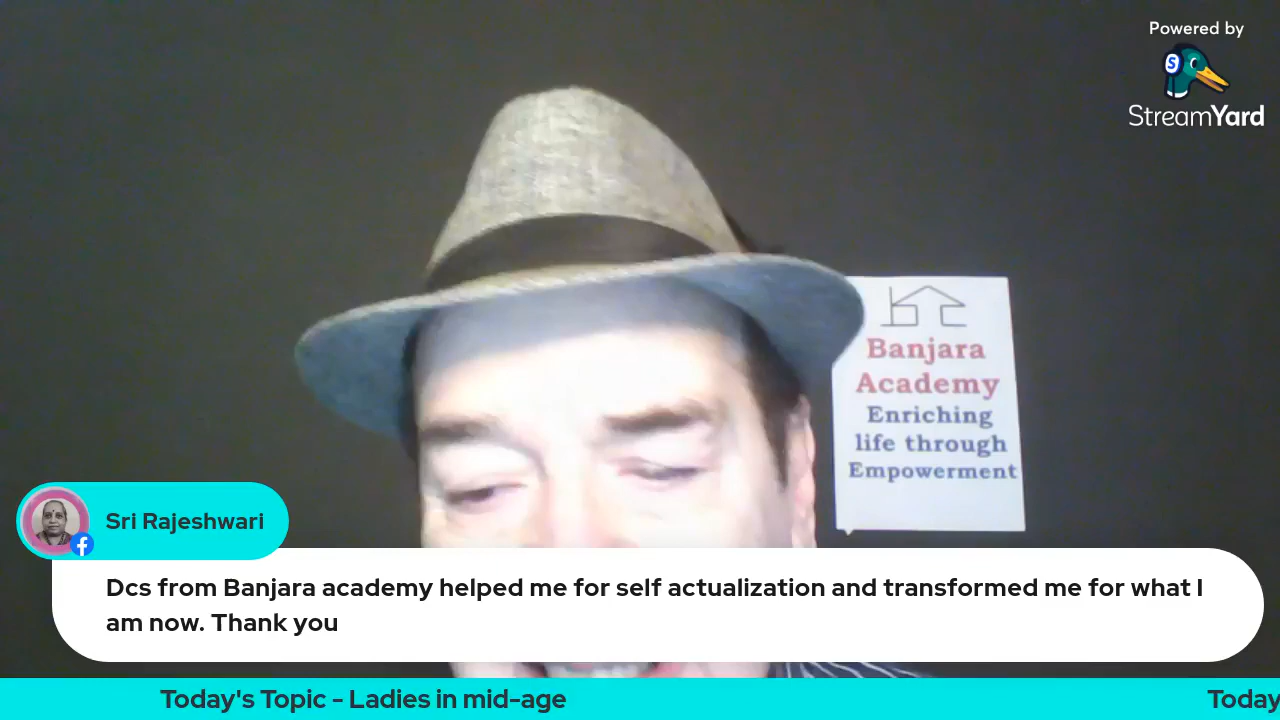 Powered by
S
StreamYard
Banjara
Academy
Enriching
life through
Empowerment
Sri Rajeshwari
Dcs from Banjara academy helped me for self actualization and transformed me for what I
am now. Thank you
Today's Topic - Ladies in mid-age
Today